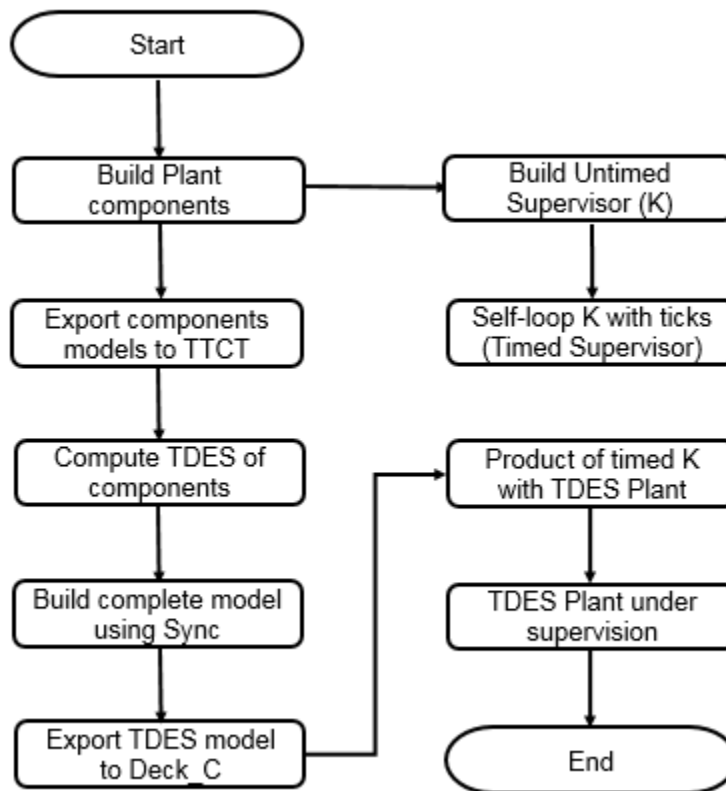 Start
Build Plant
components
Export components
models to TTCT
Compute TDES of
components
Build complete model
using Sync
Export TDES model
to Deck_C
Build Untimed
Supervisor (K)
Self-loop K with ticks
(Timed Supervisor)
Product of timed K
with TDES Plant
TDES Plant under
supervision
End